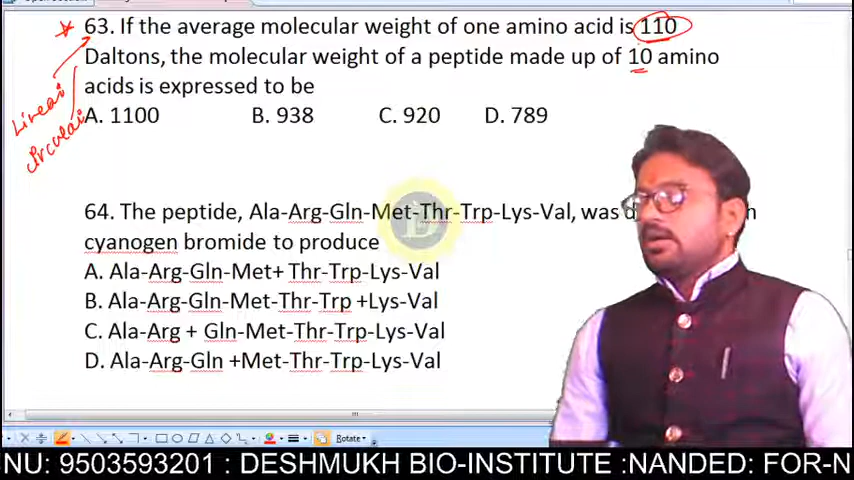 63. If the average molecular weight of one amino acid is 110
Daltons, the molecular weight of a peptide made up of 10 amino
acids is expressed to be
Linear
circular
A. 1100 B. 938 C. 920 D. 789
64. The peptide, Ala-Arg-Gln-Met-Thr-Trp-Lys-Val, was
cyanogen bromide to produce
A. Ala-Arg-Gln-Met+ Thr-Trp-Lys-Val
B. Ala-Arg-Gln-Met-Thr-Trp +Lys-Val
C. Ala-Arg + Gln-Met-Thr-Trp-Lys-Val
D. Ala-Arg-Gln +Met-Thr-Trp-Lys-Val
Rotate
NU: 9503593201 : DESHMUKH BIO-INSTITUTE :NANDED: FOR-N